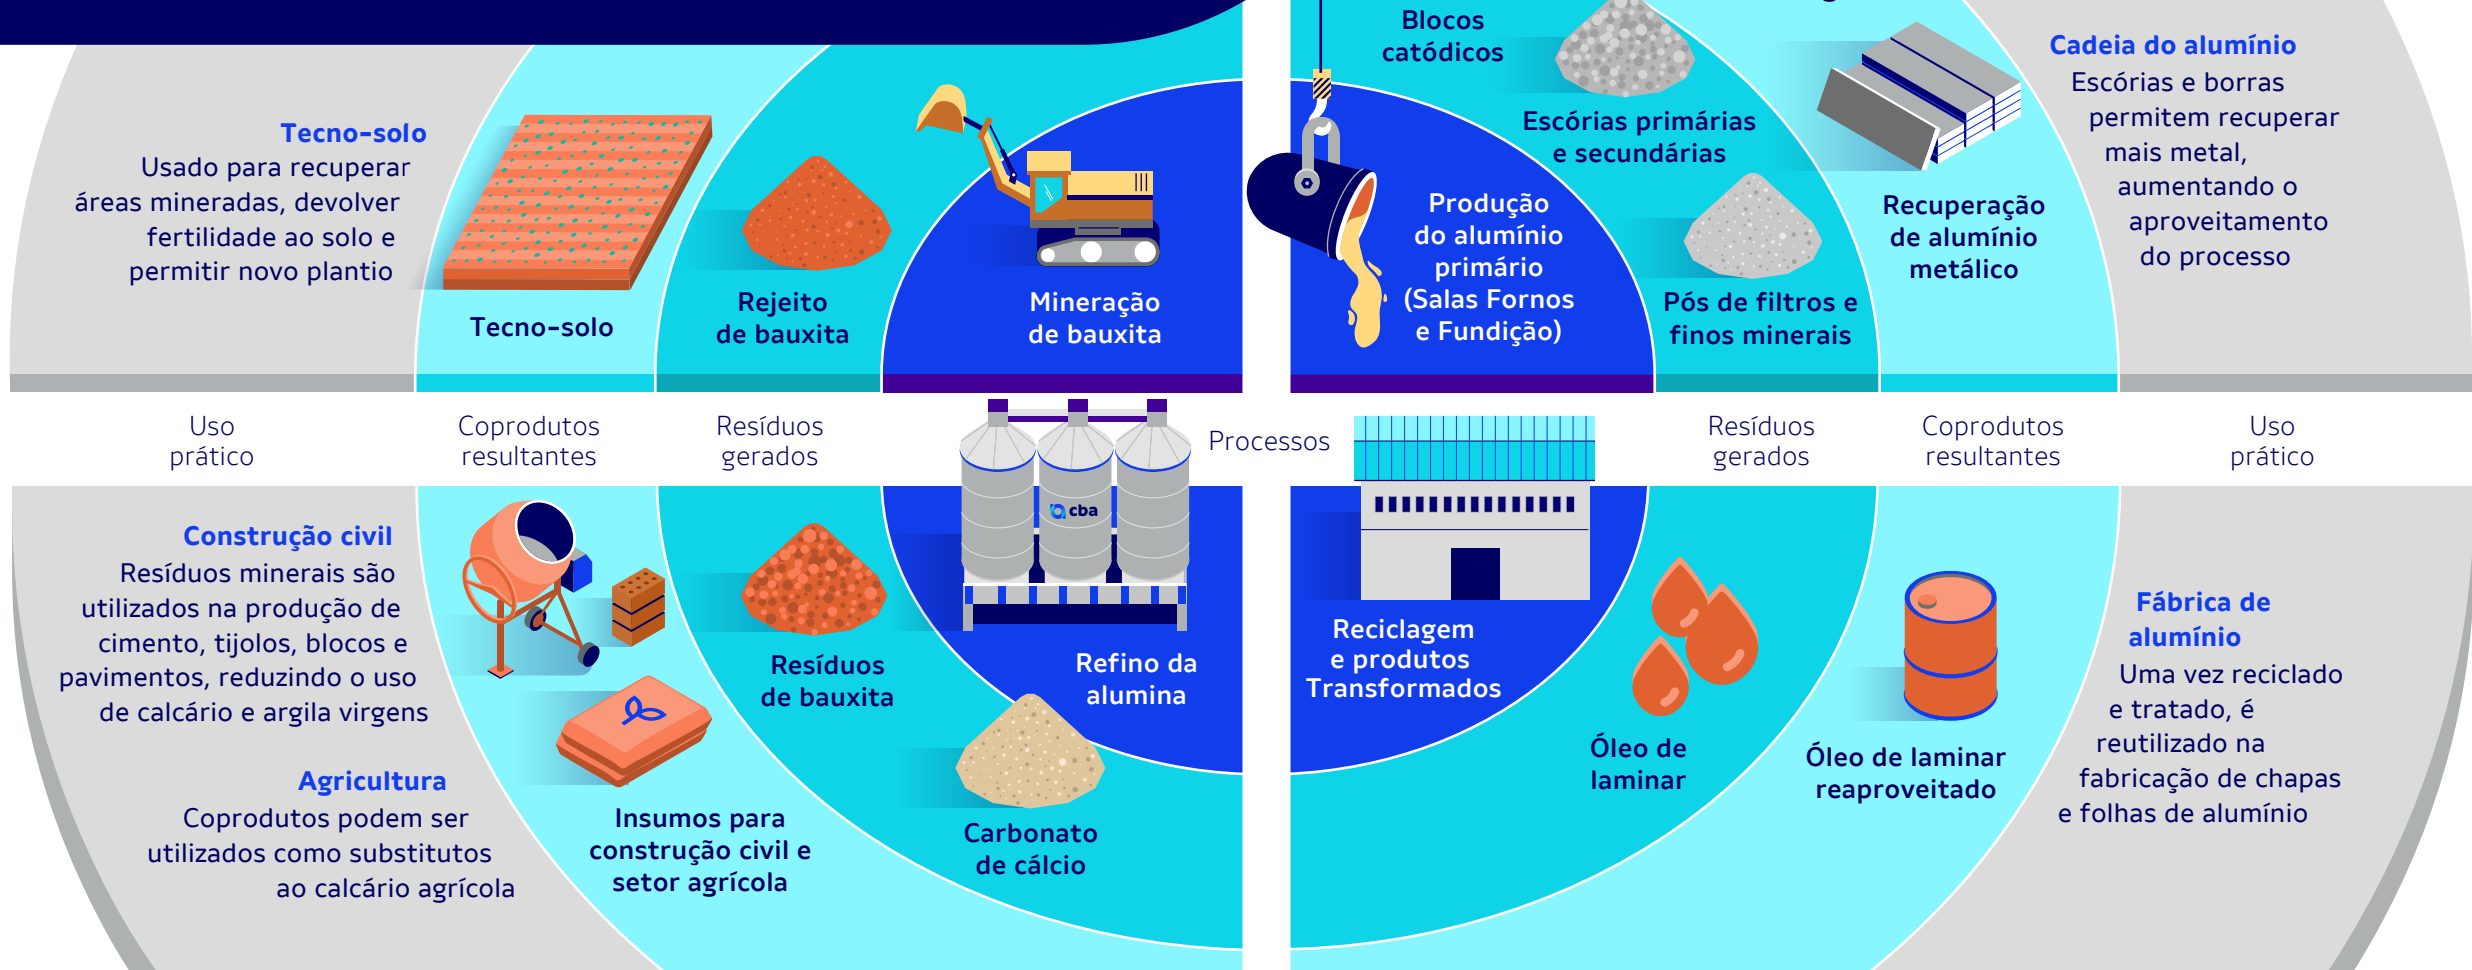 Tecno-solo
Usado para recuperar
áreas mineradas, devolver
fertilidade ao solo e
permitir novo plantio
Tecno-solo
Rejeito
de bauxita
Mineração
de bauxita
Blocos
catódicos
Escórias primárias
e secundárias
Produção
do alumínio
primário
(Salas Fornos
e Fundição)
Pós de filtros e
finos minerais
Recuperação
de alumínio
metálico
Cadeia do alumínio
Escórias e borras
permitem recuperar
mais metal,
aumentando o
aproveitamento
do processo
Uso
prático
Coprodutos
resultantes
Resíduos
gerados
Processos
Resíduos
gerados
Coprodutos
resultantes
Uso
prático
Construção civil
Resíduos minerais são
utilizados na produção de
cimento, tijolos, blocos e
pavimentos, reduzindo o uso
de calcário e argila virgens
Agricultura
Coprodutos podem ser
utilizados como substitutos
ao calcário agrícola
Insumos para
construção civil e
setor agrícola
Resíduos
de bauxita
Carbonato
de cálcio
cba
Refino da
alumina
Reciclagem
e produtos
Transformados
Óleo de
laminar
Óleo de laminar
reaproveitado
Fábrica de
alumínio
Uma vez reciclado
e tratado, é
reutilizado na
fabricação de chapas
e folhas de alumínio